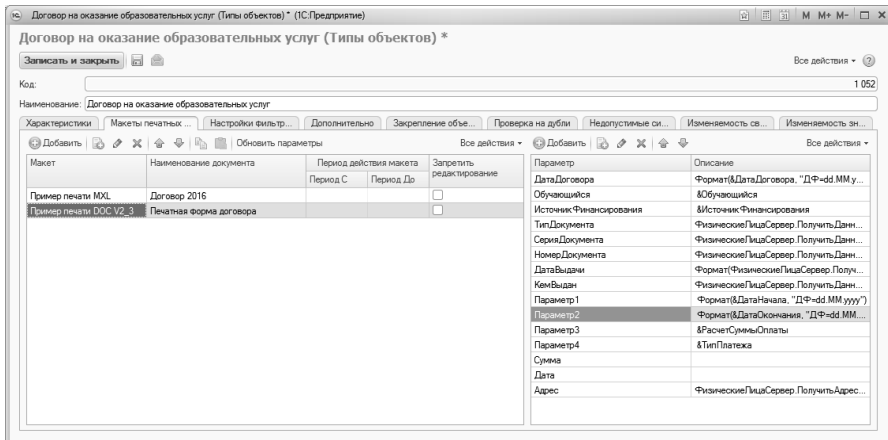 Договор на оказание образовательных услуг (Типы объектов) * (1С:Предприятие)
M M+ M-
Договор на оказание образовательных услуг (Типы объектов) *
Записать и закрыть
Все действия
Код:
1 052
Наименование: Договор на оказание образовательных услуг
Характеристики Макеты печатных ... Настройки фильтр... Дополнительно Закрепление объе... Проверка на дубли Недопустимые си... Изменяемость св... Изменяемость зн...
Добавить Обновить параметры Все действия Добавить Все действия
Макет Наименование документа Период действия макета Запретить редактирование
Период С Период До
Пример печати MXL Договор 2016
Пример печати DOC V2_3 Печатная форма договора
Параметр Описание
ДатаДоговора Формат(&ДатаДоговора, "ДФ=dd.MM.y...
Обучающийся &Обучающийся
ИсточникФинансирования &ИсточникФинансирования
ТипДокумента ФизическиеЛицаСервер.ПолучитьДанн...
СерияДокумента ФизическиеЛицаСервер.ПолучитьДанн...
НомерДокумента ФизическиеЛицаСервер.ПолучитьДанн...
ДатаВыдачи Формат(ФизическиеЛицаСервер.Получ...
КемВыдан ФизическиеЛицаСервер.ПолучитьДанн...
Параметр1 Формат(&ДатаНачала, "ДФ=dd.MM.yyyy")
Параметр2 Формат(&ДатаОкончания, "ДФ=dd.MM....
Параметр3 &РасчетСуммыОплаты
Параметр4 &ТипПлатежа
Сумма
Дата
Адрес ФизическиеЛицаСервер.ПолучитьАдрес...